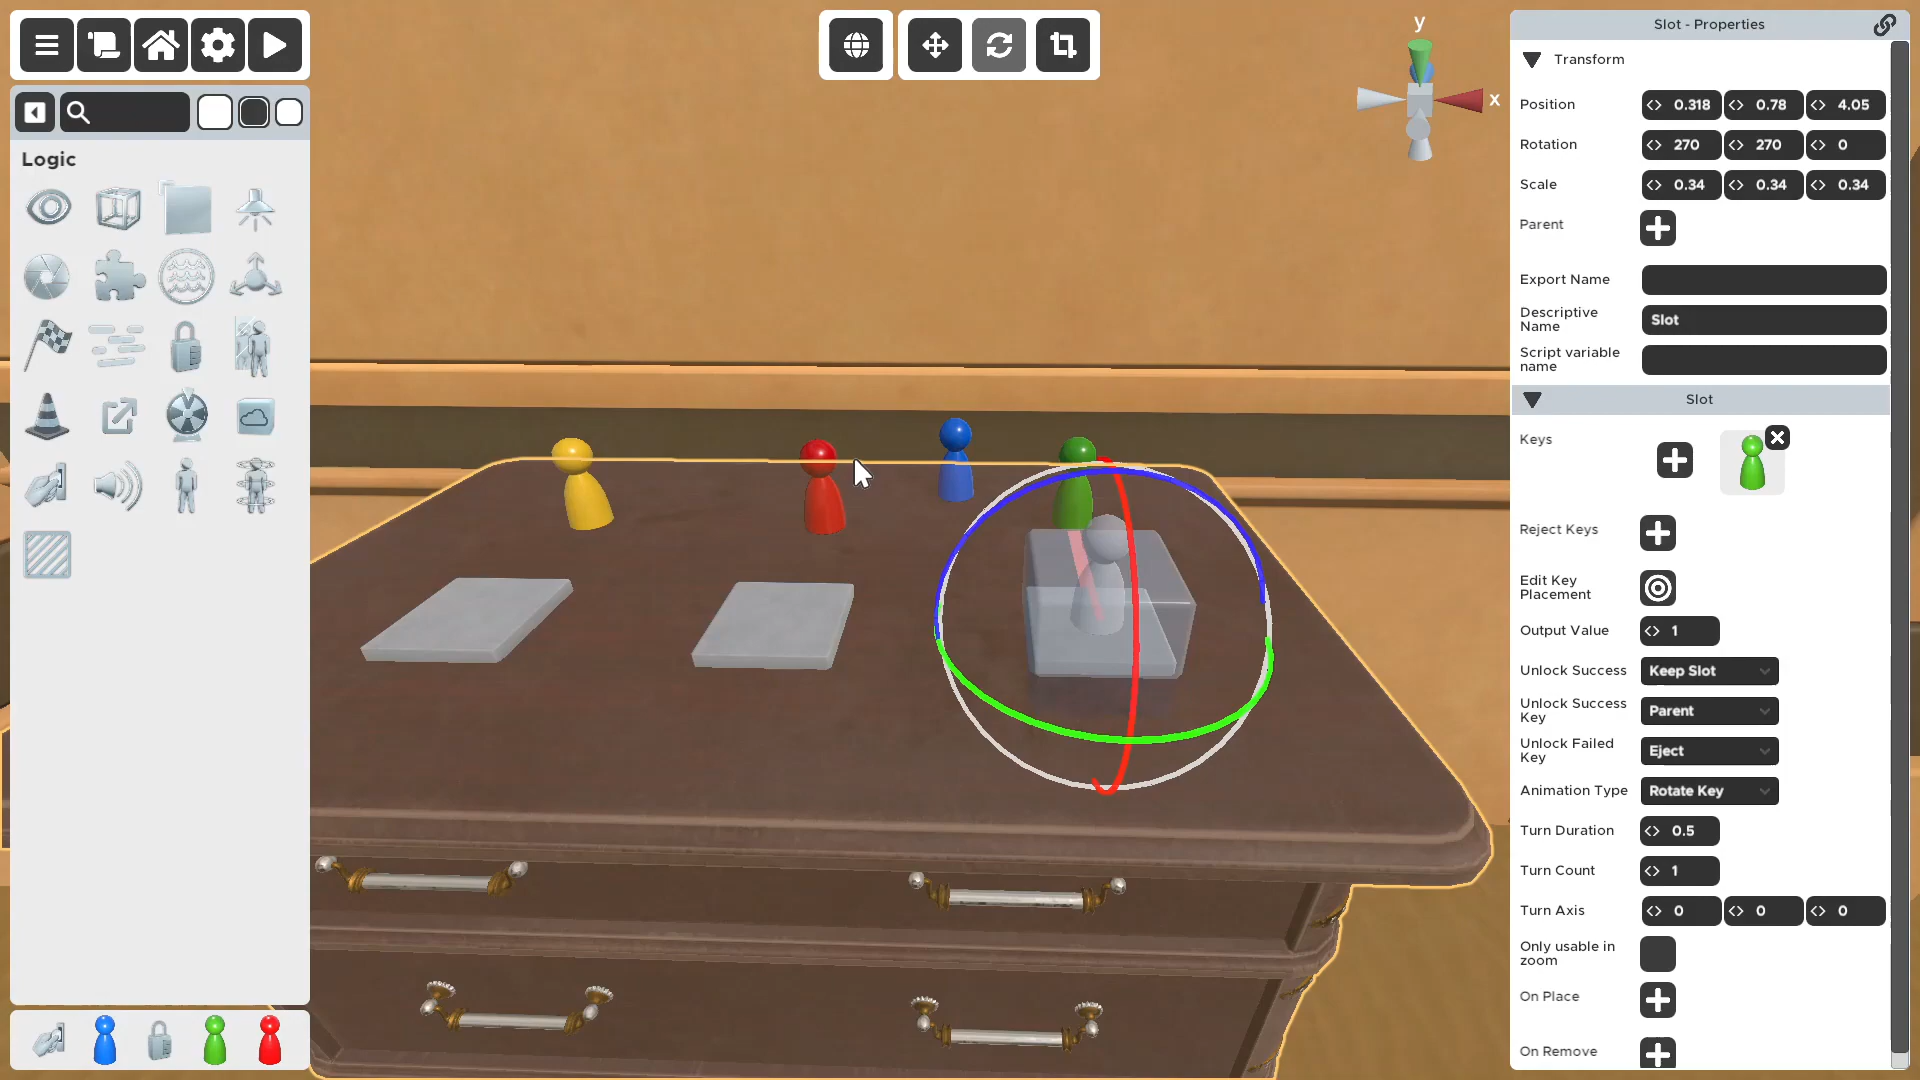 y
x
Logic
Slot - Properties
Transform
Position 0.318 0.78 4.05
Rotation 270 270 0
Scale 0.34 0.34 0.34
Parent
Export Name
Descriptive
Name
Slot
Script variable
name
Slot
Keys
Reject Keys
Edit Key
Placement
Output Value 1
Unlock Success Keep Slot
Unlock Success
Key
Parent
Unlock Failed
Key
Eject
Animation Type Rotate Key
Turn Duration 0.5
Turn Count 1
Turn Axis 0 0 0
Only usable in
zoom
On Place
On Remove